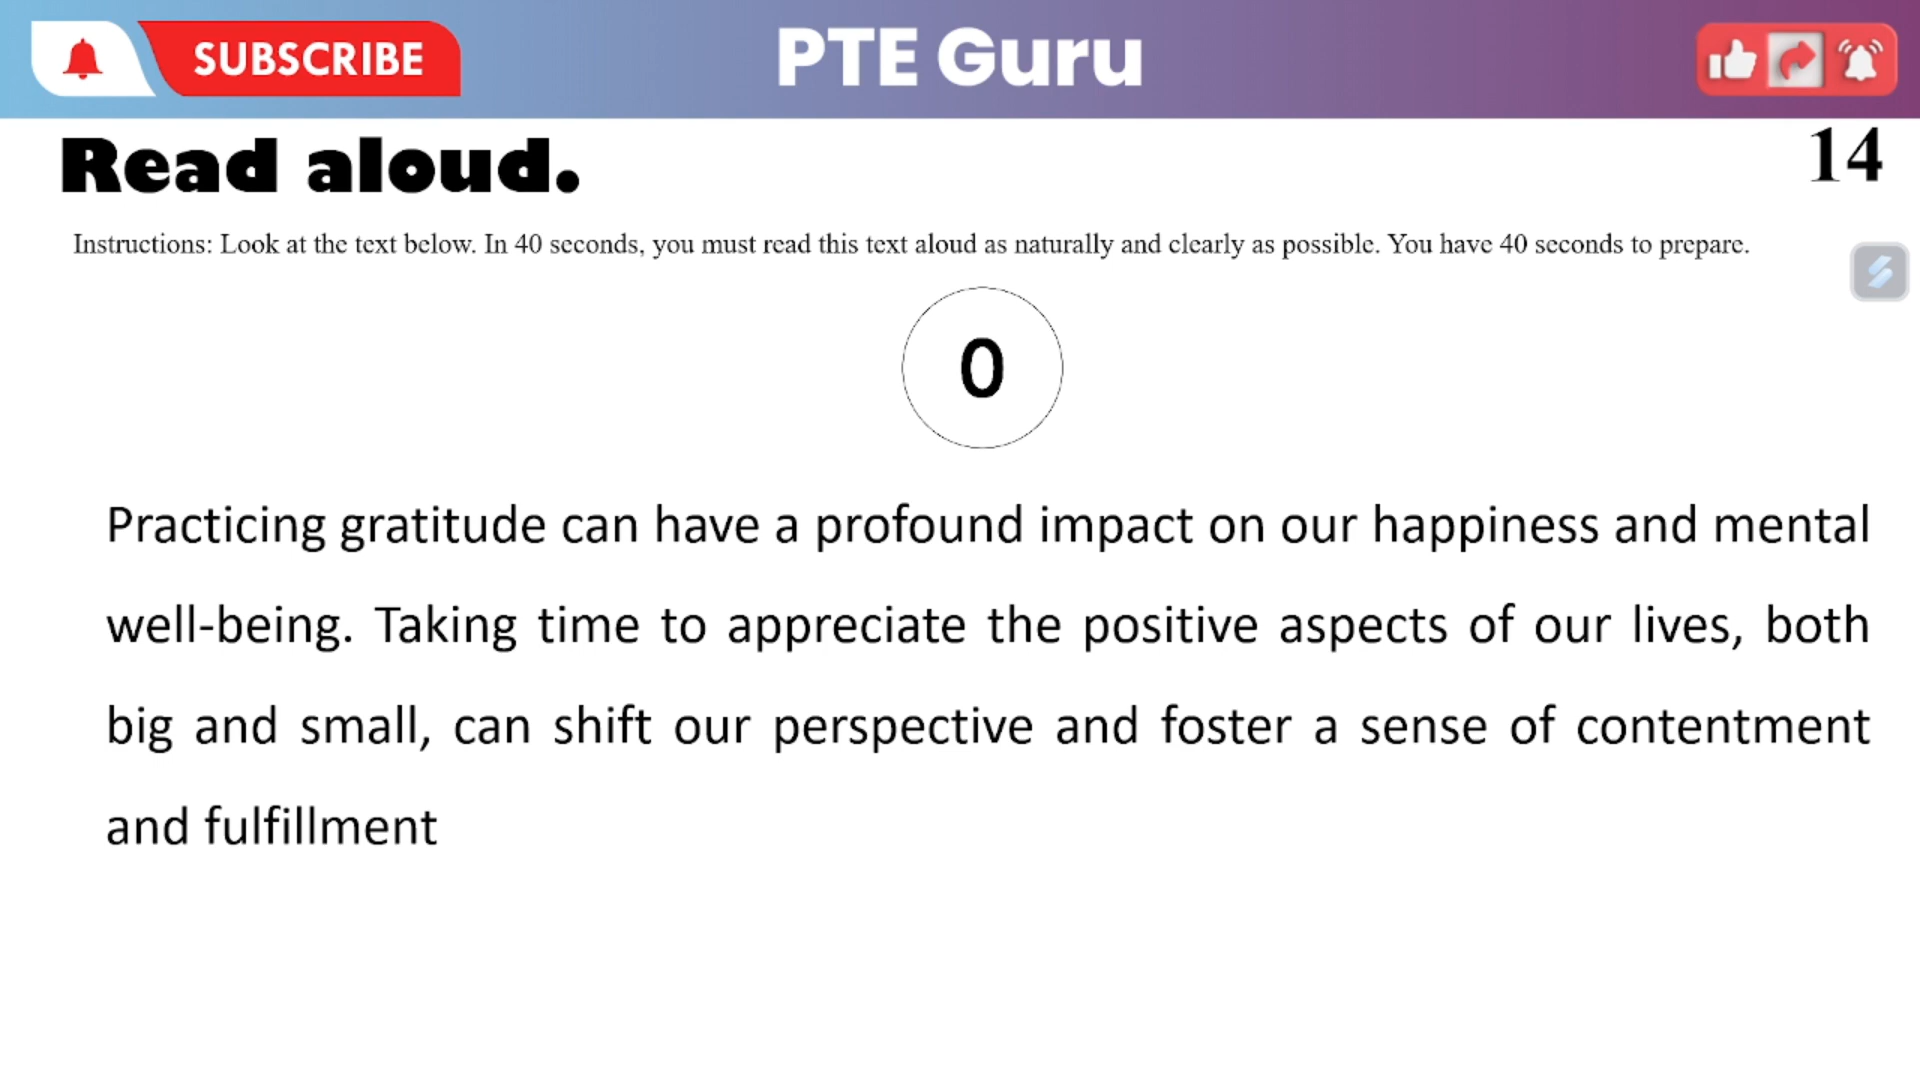 SUBSCRIBE
PTE Guru
Read aloud.
14
Instructions: Look at the text below. In 40 seconds, you must read this text aloud as naturally and clearly as possible. You have 40 seconds to prepare.
0
Practicing gratitude can have a profound impact on our happiness and mental
well-being. Taking time to appreciate the positive aspects of our lives, both
big and small, can shift our perspective and foster a sense of contentment
and fulfillment